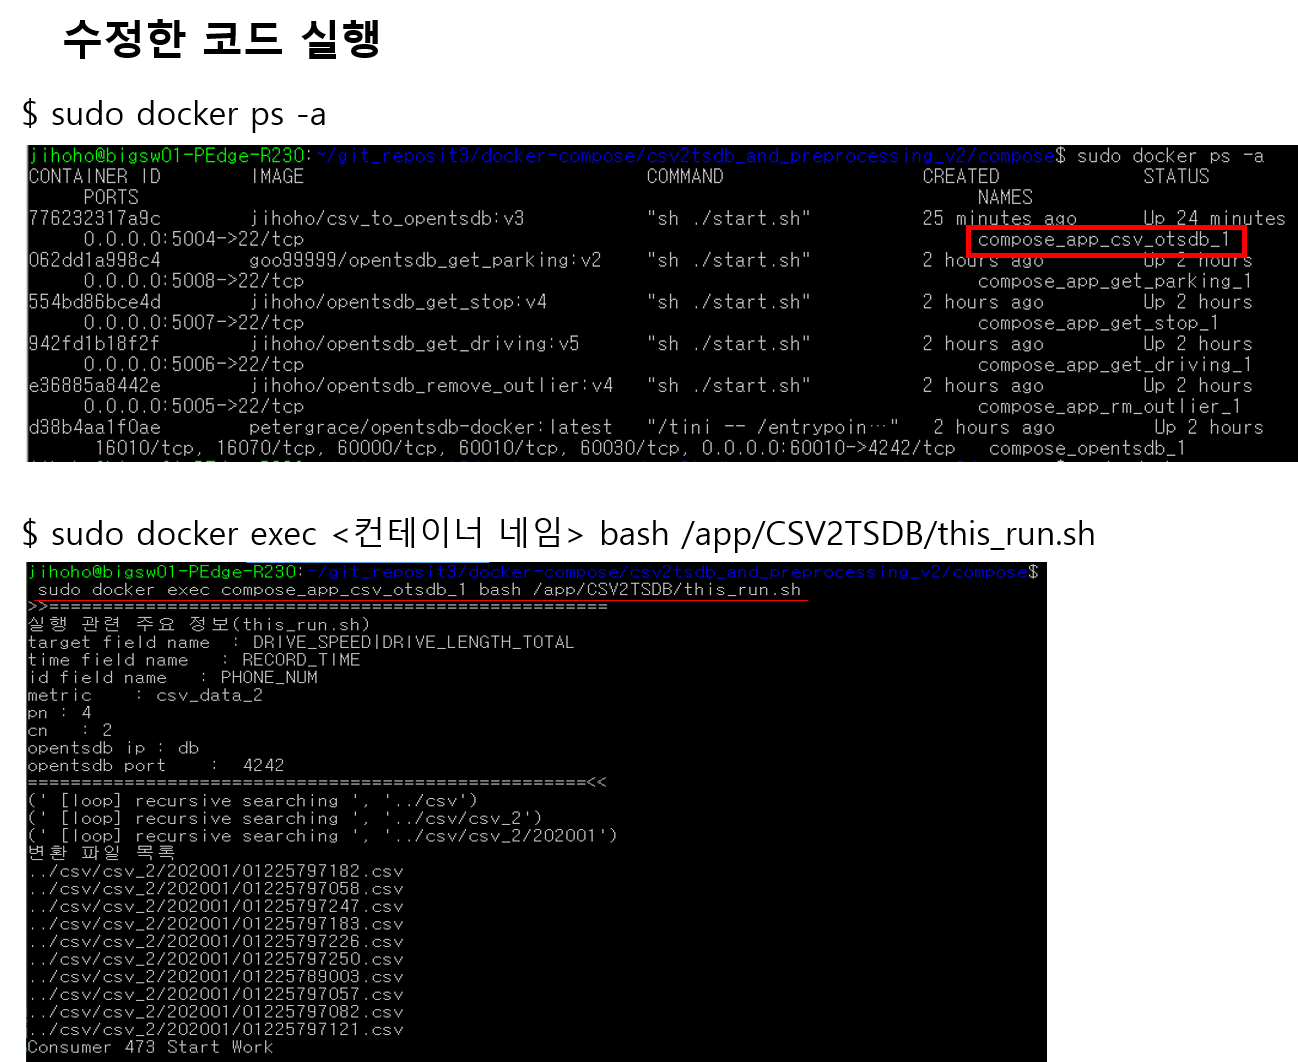 수정한 코드 실행
$ sudo docker ps -a
jihoho@bigsw01-PEdge-R230:~/git_reposit3/docker-compose/csv2tsdb_and_preprocessing_v2/compose$ sudo docker ps -a
CONTAINER ID IMAGE COMMAND CREATED STATUS
PORTS NAMES
776232317a9c jihoho/csv_to_opentsdb:v3 "sh ./start.sh" 25 minutes ago Up 24 minutes
0.0.0.0:5004->22/tcp compose_app_csv_otsdb_1
062dd1a998c4 goo99999/opentsdb_get_parking:v2 "sh ./start.sh" 2 hours ago Up 2 hours
0.0.0.0:5008->22/tcp compose_app_get_parking_1
554bd86bce4d jihoho/opentsdb_get_stop:v4 "sh ./start.sh" 2 hours ago Up 2 hours
0.0.0.0:5007->22/tcp compose_app_get_stop_1
942fd1b18f2f jihoho/opentsdb_get_driving:v5 "sh ./start.sh" 2 hours ago Up 2 hours
0.0.0.0:5006->22/tcp compose_app_get_driving_1
e36885a8442e jihoho/opentsdb_remove_outlier:v4 "sh ./start.sh" 2 hours ago Up 2 hours
0.0.0.0:5005->22/tcp compose_app_rm_outlier_1
d38b4aa1f0ae petergrace/opentsdb-docker:latest "/tini -- /entrypoin…" 2 hours ago Up 2 hours
16010/tcp, 16070/tcp, 60000/tcp, 60010/tcp, 60030/tcp, 0.0.0.0:60010->4242/tcp compose_opentsdb_1
$ sudo docker exec <컨테이너 네임> bash /app/CSV2TSDB/this_run.sh
jihoho@bigsw01-PEdge-R230:~/git_reposit3/docker-compose/csv2tsdb_and_preprocessing_v2/compose$
sudo docker exec compose_app_csv_otsdb_1 bash /app/CSV2TSDB/this_run.sh
>>====================================================
실행 관련 주요 정보(this_run.sh)
target field name : DRIVE_SPEED|DRIVE_LENGTH_TOTAL
time field name : RECORD_TIME
id field name : PHONE_NUM
metric : csv_data_2
pn : 4
cn : 2
opentsdb ip : db
opentsdb port : 4242
====================================================<<
(' [loop] recursive searching ', '../csv')
(' [loop] recursive searching ', '../csv/csv_2')
(' [loop] recursive searching ', '../csv/csv_2/202001')
변환 파일 목록
../csv/csv_2/202001/01225797182.csv
../csv/csv_2/202001/01225797058.csv
../csv/csv_2/202001/01225797247.csv
../csv/csv_2/202001/01225797183.csv
../csv/csv_2/202001/01225797226.csv
../csv/csv_2/202001/01225797250.csv
../csv/csv_2/202001/01225789003.csv
../csv/csv_2/202001/01225797057.csv
../csv/csv_2/202001/01225797082.csv
../csv/csv_2/202001/01225797121.csv
Consumer 473 Start Work